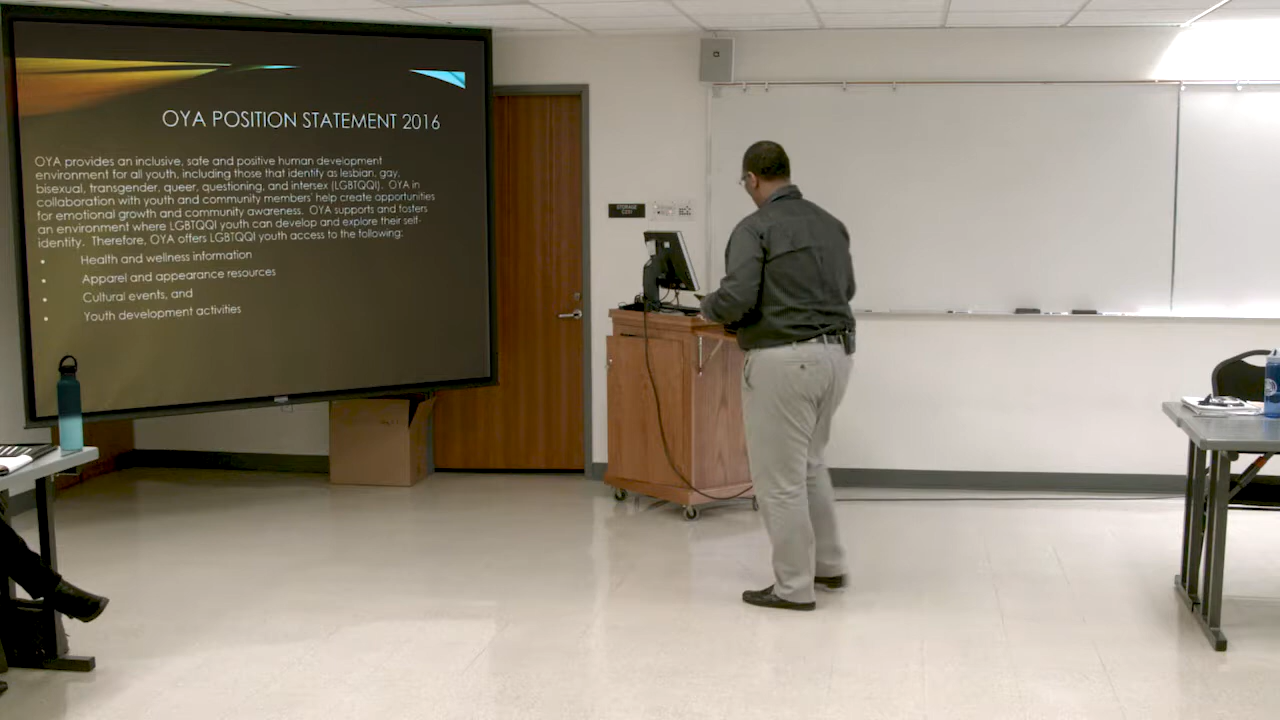 OYA POSITION STATEMENT 2016
OYA provides an inclusive, safe and positive human development
environment for all youth, including those that identify as lesbian, gay,
bisexual, transgender, queer, questioning, and intersex (LGBTQQI). OYA in
collaboration with youth and community members' help create opportunities
for emotional growth and community awareness. OYA supports and fosters
an environment where LGBTQQI youth can develop and explore their self-
identity. Therefore, OYA offers LGBTQQI youth access to the following:
• Health and wellness information
• Apparel and appearance resources
• Cultural events, and
• Youth development activities
STORAGE